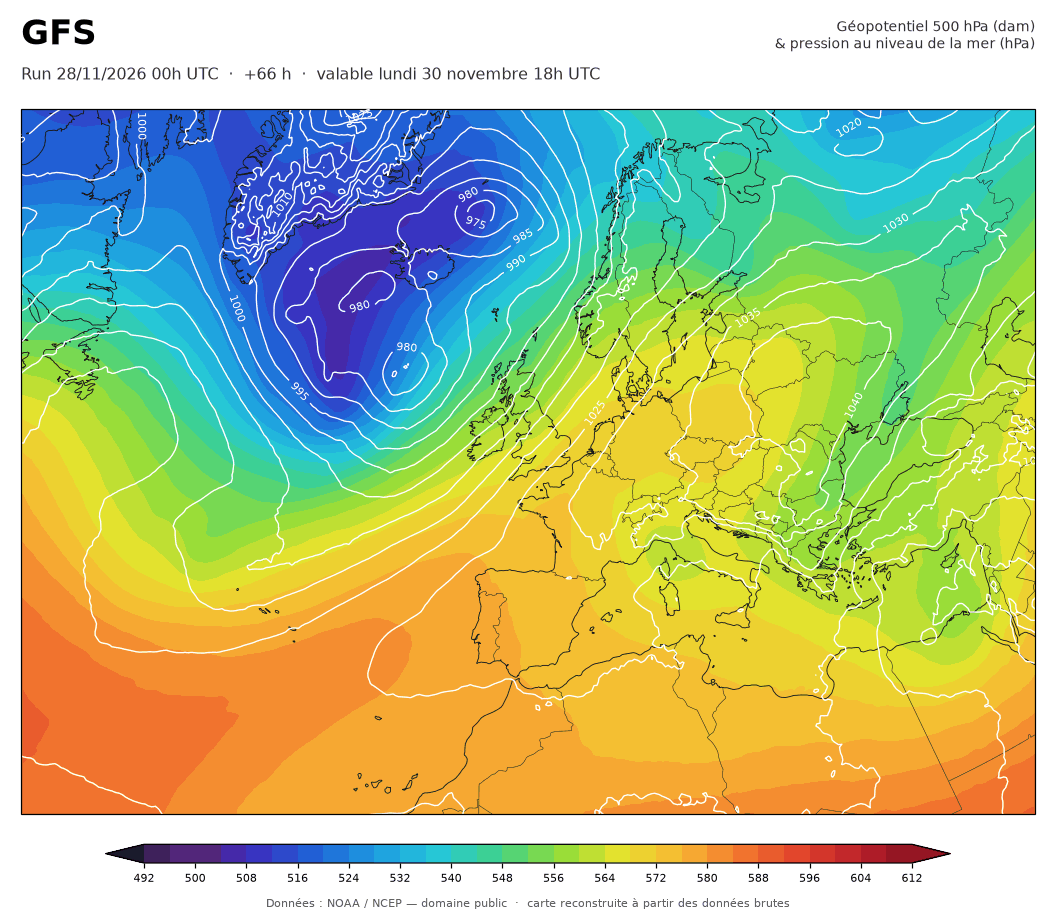 GFS
Géopotentiel 500 hPa (dam)
& pression au niveau de la mer (hPa)
Run 28/11/2026 00h UTC · +66 h · valable lundi 30 novembre 18h UTC
1000
1020
980
975
1010
1030
985
990
980
1000
1035
980
995
1025
1040
492 500 508 516 524 532 540 548 556 564 572 580 588 596 604 612
Données : NOAA / NCEP — domaine public · carte reconstruite à partir des données brutes